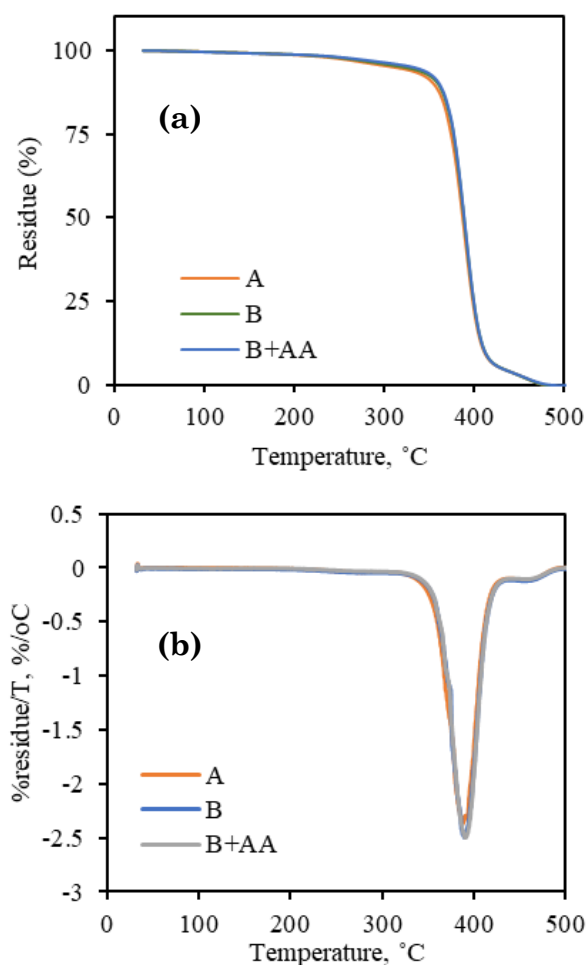 100
75
50
25
0
Residue (%)
(a)
A
B
B+AA
0 100 200 300 400 500
Temperature, ˚C
0.5
0
-0.5
-1
-1.5
-2
-2.5
-3
%residue/T, %/oC
(b)
A
B
B+AA
0 100 200 300 400 500
Temperature, ˚C